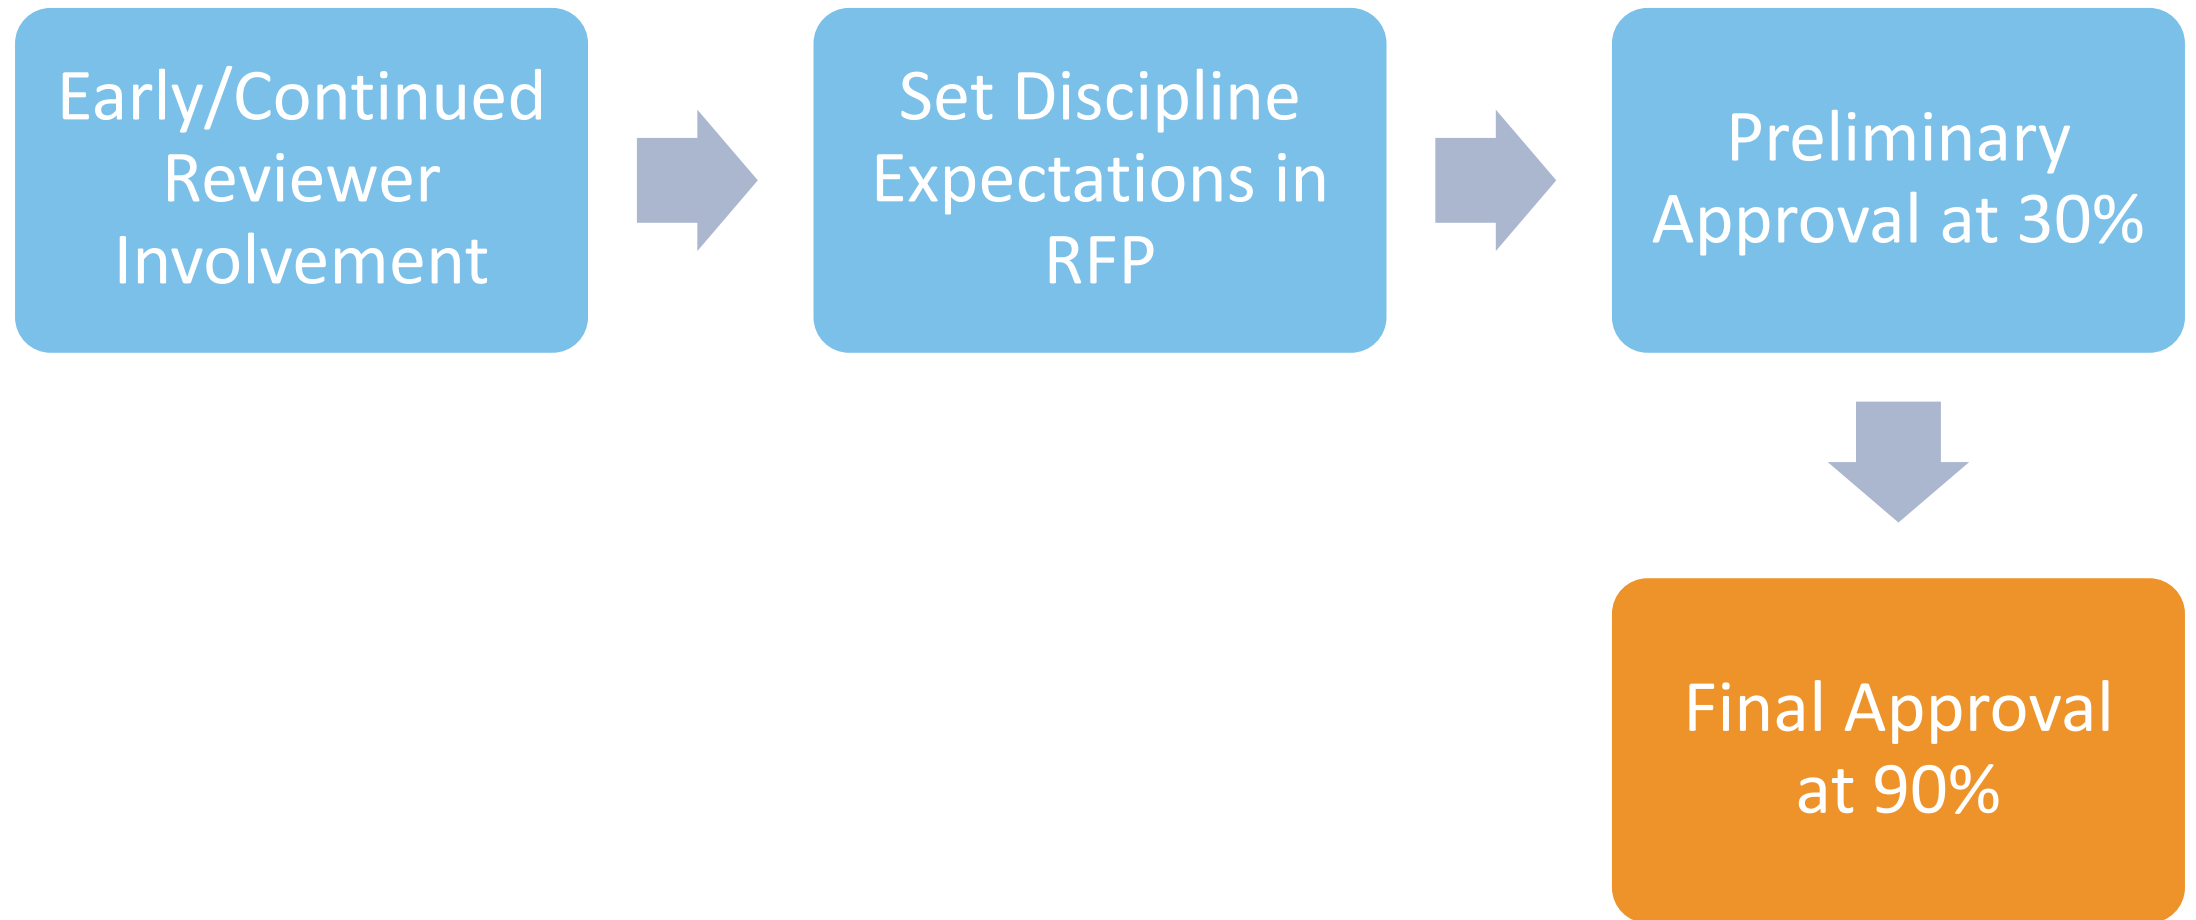 Early/Continued
Reviewer
Involvement
Set Discipline
Expectations in
RFP
Preliminary
Approval at 30%
Final Approval
at 90%